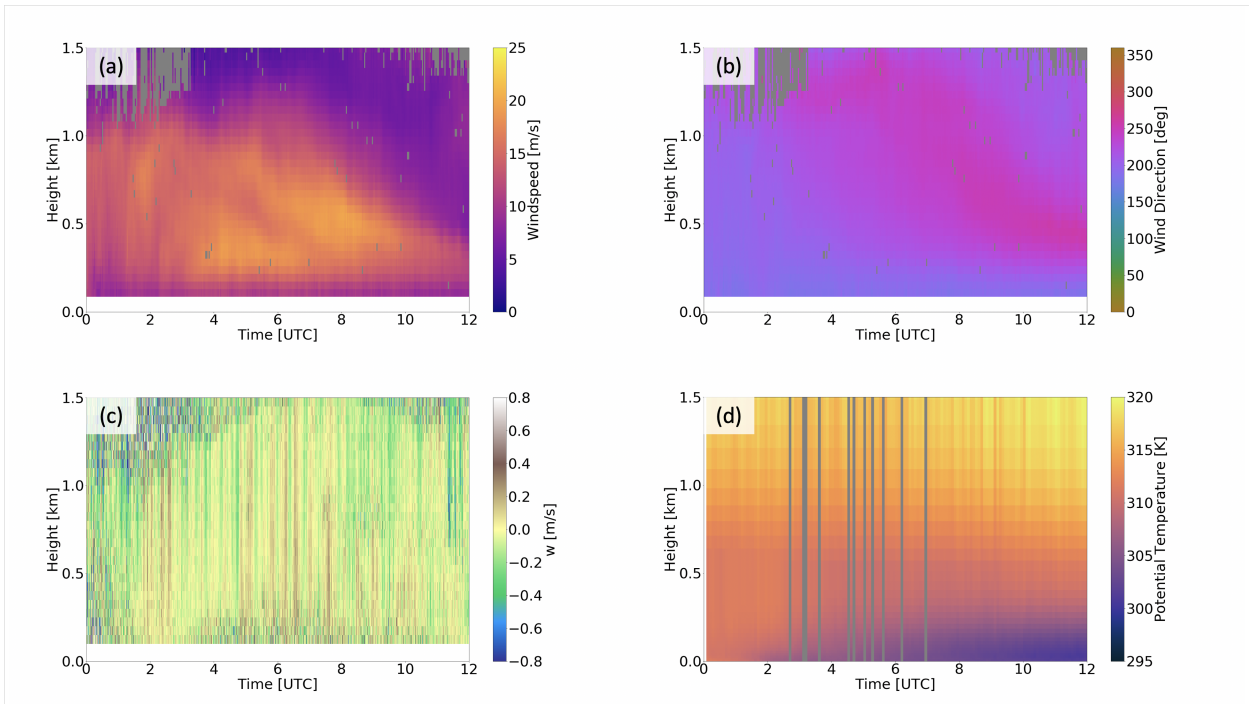 (a)
1.5
1.0
0.5
0.0
Height [km]
0 2 4 6 8 10 12
Time [UTC]
25
20
15
10
5
0
Windspeed [m/s]
(b)
1.5
1.0
0.5
0.0
Height [km]
0 2 4 6 8 10 12
Time [UTC]
350
300
250
200
150
100
50
0
Wind Direction [deg]
(c)
1.5
1.0
0.5
0.0
Height [km]
0 2 4 6 8 10 12
Time [UTC]
0.8
0.6
0.4
0.2
0.0
−0.2
−0.4
−0.6
−0.8
w [m/s]
(d)
1.5
1.0
0.5
0.0
Height [km]
0 2 4 6 8 10 12
Time [UTC]
320
315
310
305
300
295
Potential Temperature [K]